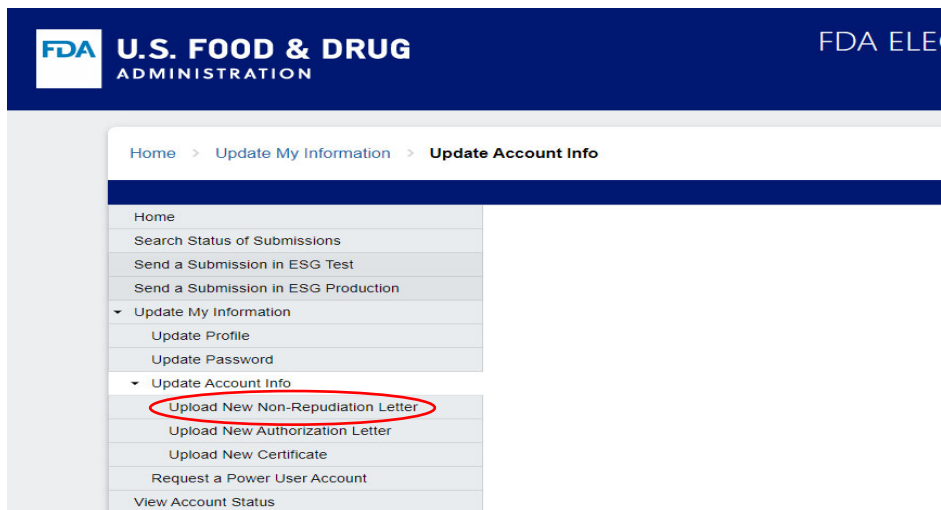 FDA U.S. FOOD & DRUG
ADMINISTRATION
FDA ELE
Home > Update My Information > Update Account Info
Home
Search Status of Submissions
Send a Submission in ESG Test
Send a Submission in ESG Production
Update My Information
Update Profile
Update Password
Update Account Info
Upload New Non-Repudiation Letter
Upload New Authorization Letter
Upload New Certificate
Request a Power User Account
View Account Status